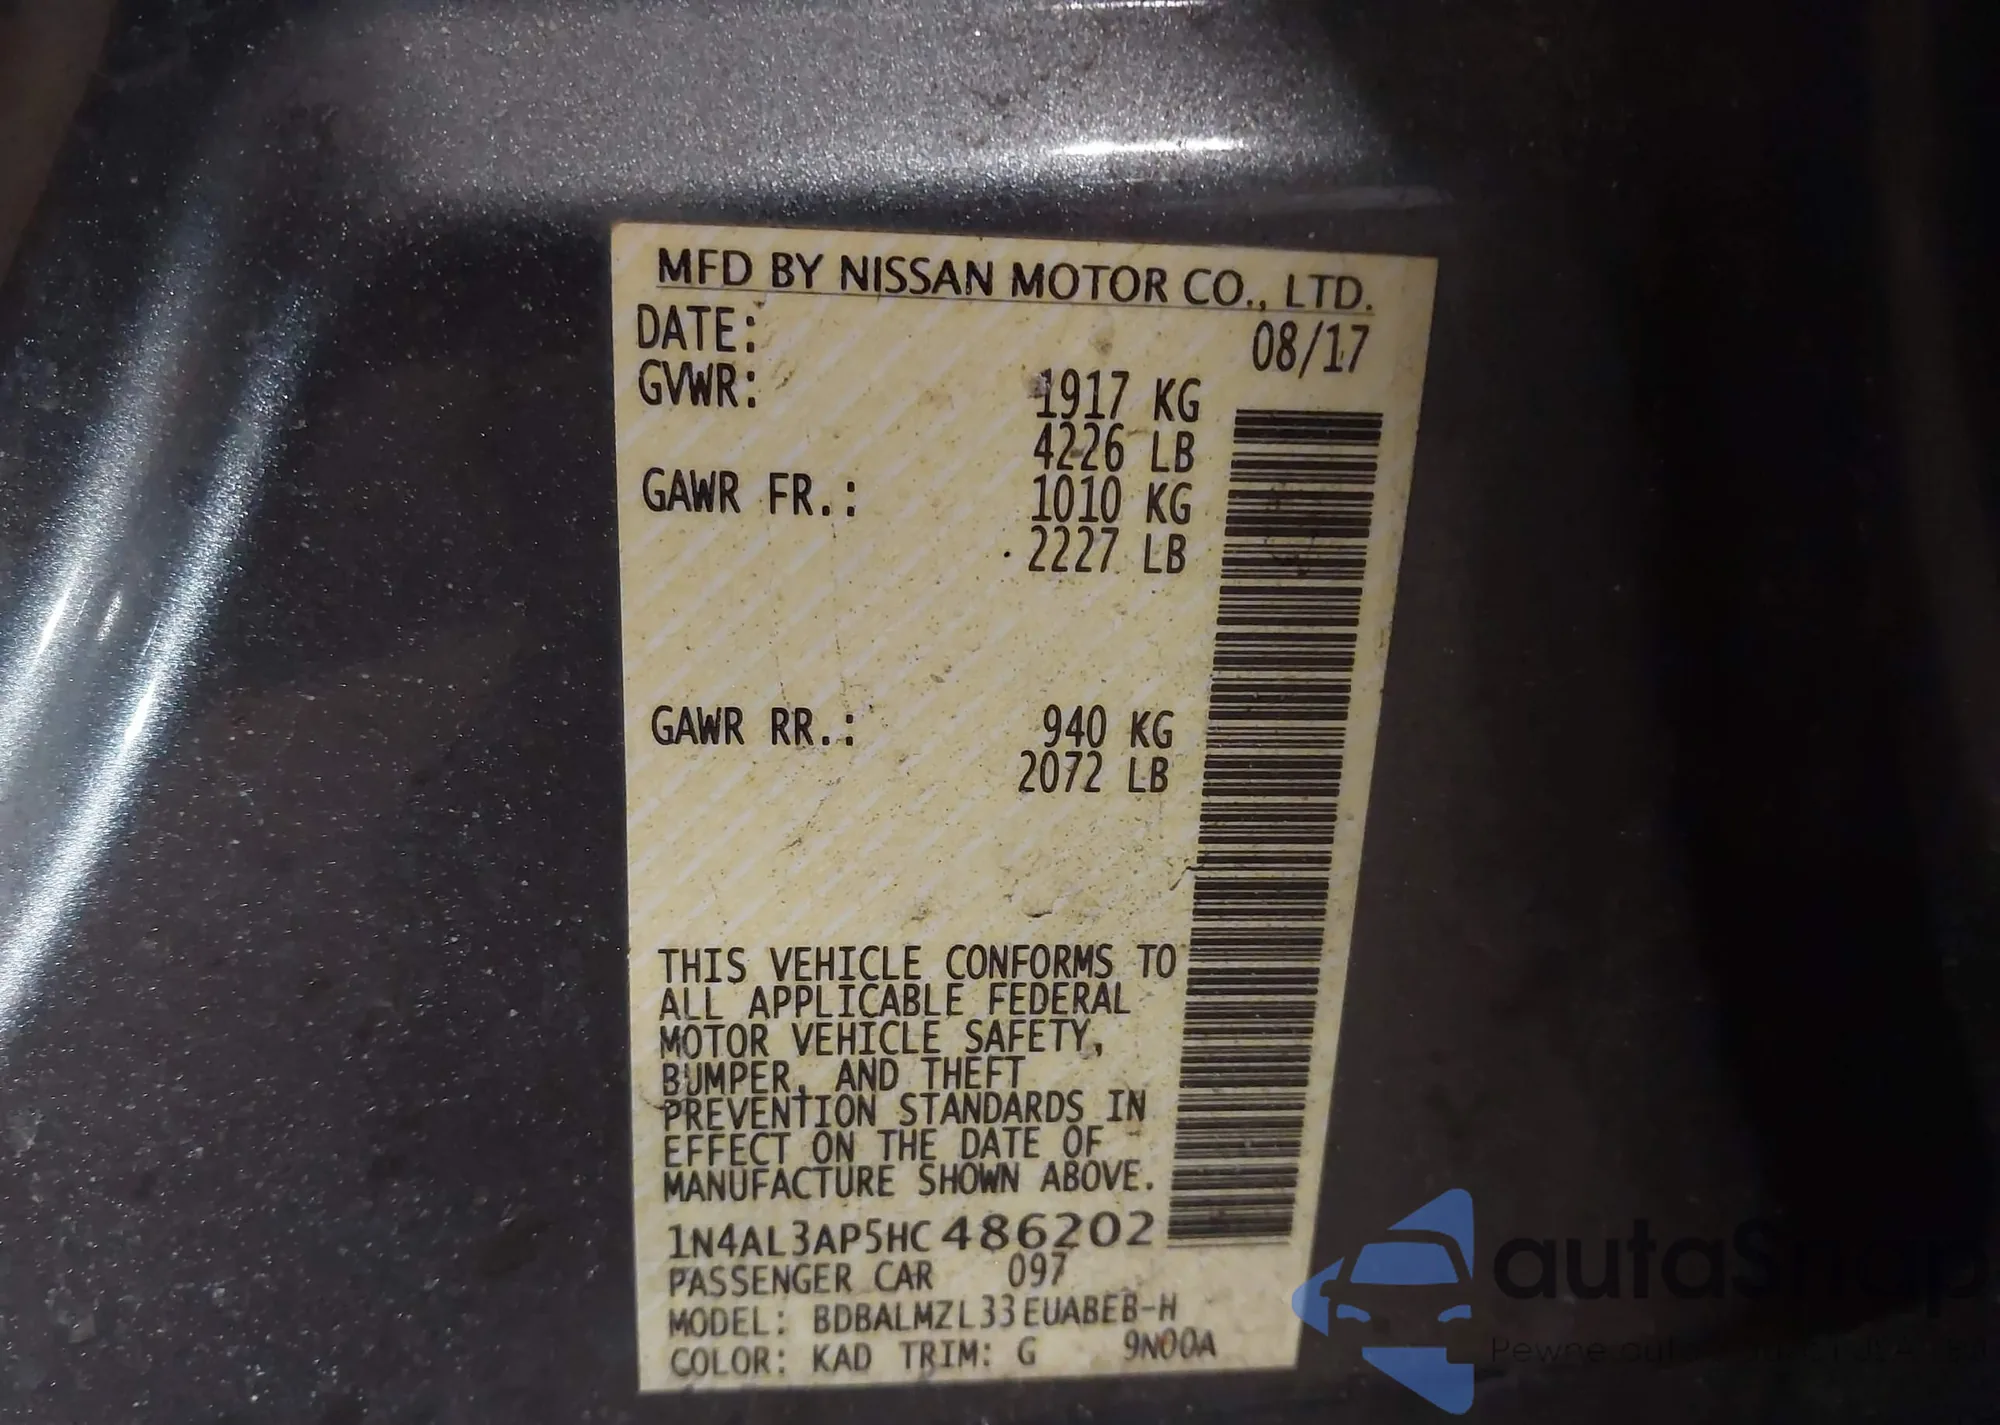 MFD BY NISSAN MOTOR CO., LTD.
DATE: 08/17
GVWR: 1917 KG
4226 LB
GAWR FR.: 1010 KG
2227 LB
GAWR RR.: 940 KG
2072 LB
THIS VEHICLE CONFORMS TO
ALL APPLICABLE FEDERAL
MOTOR VEHICLE SAFETY,
BUMPER, AND THEFT
PREVENTION STANDARDS IN
EFFECT ON THE DATE OF
MANUFACTURE SHOWN ABOVE.
1N4AL3AP5HC486202
PASSENGER CAR 097
MODEL: BDBALMZL33EUABEB-H
COLOR: KAD TRIM: G 9N00A
autaSnap
Pewne